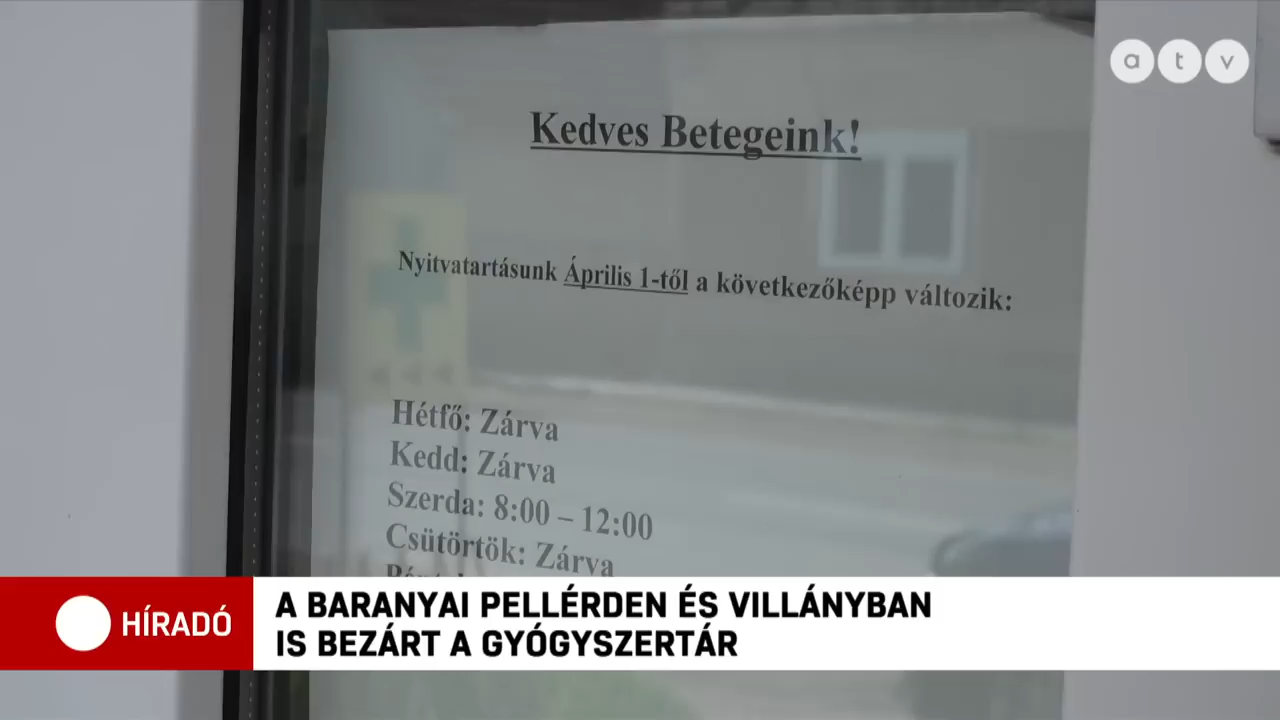 atv
Kedves Betegeink!
Nyitvatartásunk Április 1-től a következőképp változik:
Hétfő: Zárva
Kedd: Zárva
Szerda: 8:00 – 12:00
Csütörtök: Zárva
HÍRADÓ
A BARANYAI PELLÉRDEN ÉS VILLÁNYBAN
IS BEZÁRT A GYÓGYSZERTÁR